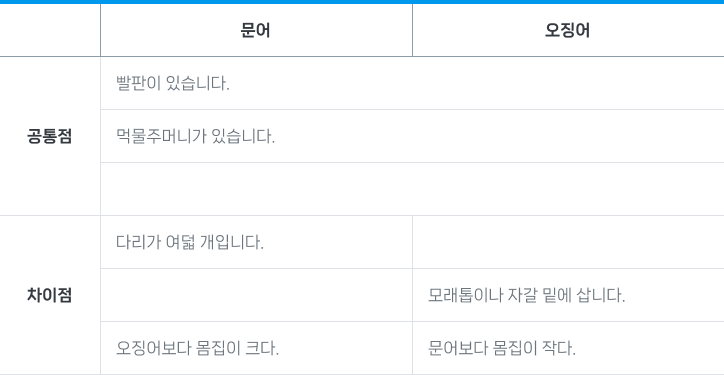 문어 오징어
빨판이 있습니다.
먹물주머니가 있습니다.
공통점
다리가 여덟 개입니다.
모래톱이나 자갈 밑에 삽니다.
차이점
오징어보다 몸집이 크다. 문어보다 몸집이 작다.